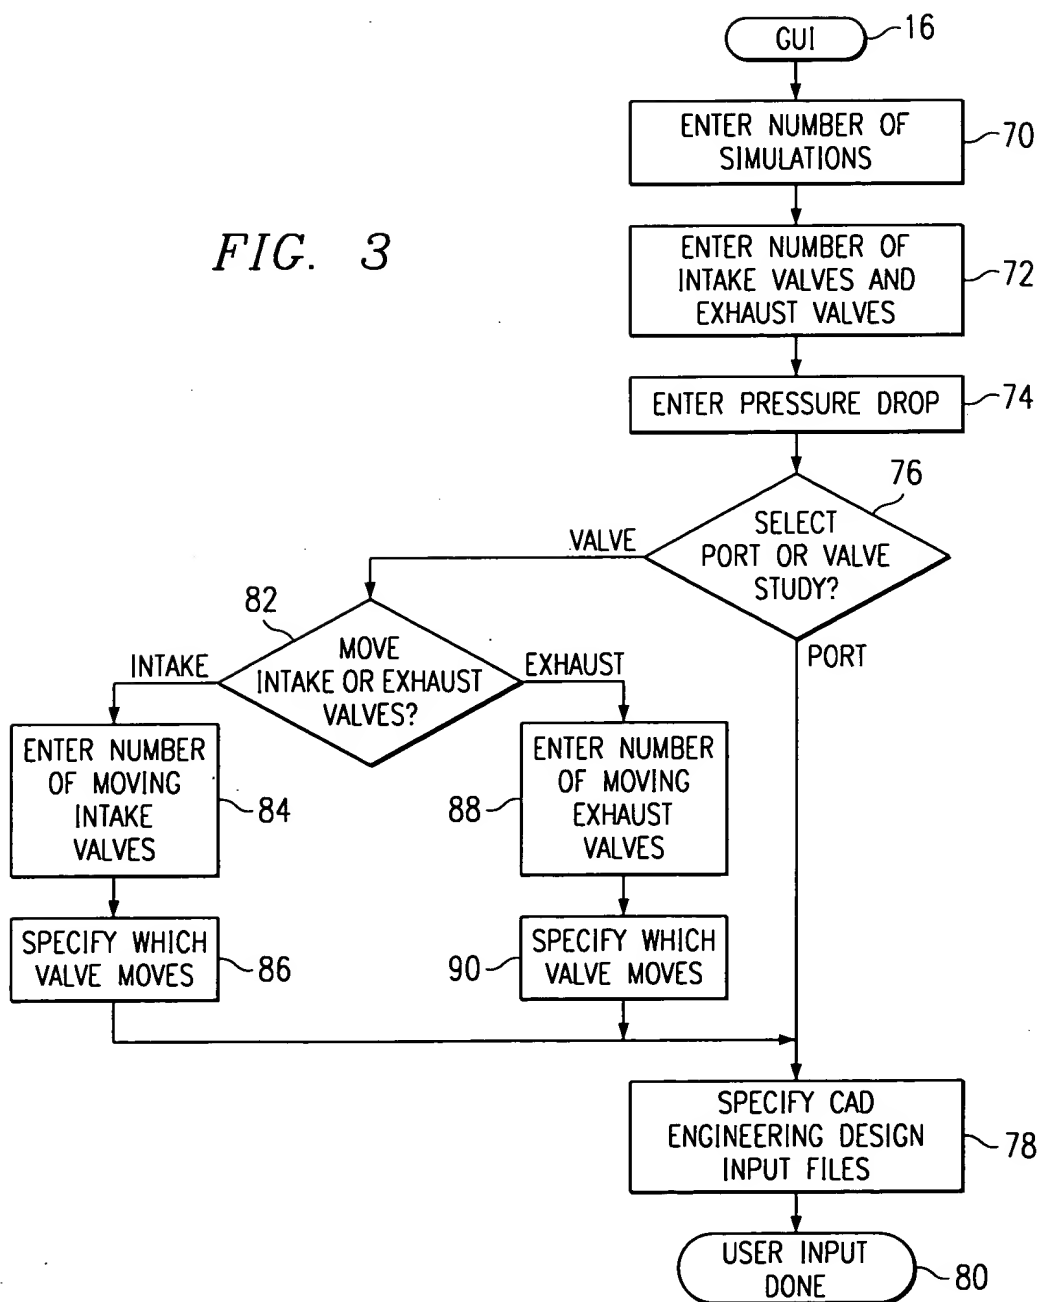 GUI
16
ENTER NUMBER OF
SIMULATIONS
70
FIG. 3
ENTER NUMBER OF
INTAKE VALVES AND
EXHAUST VALVES
72
ENTER PRESSURE DROP
74
76
SELECT
PORT OR VALVE
STUDY?
VALVE
PORT
82
MOVE
INTAKE OR EXHAUST
VALVES?
INTAKE
EXHAUST
ENTER NUMBER
OF MOVING
INTAKE
VALVES
84
88
ENTER NUMBER
OF MOVING
EXHAUST
VALVES
SPECIFY WHICH
VALVE MOVES
86
90
SPECIFY WHICH
VALVE MOVES
SPECIFY CAD
ENGINEERING DESIGN
INPUT FILES
78
USER INPUT
DONE
80